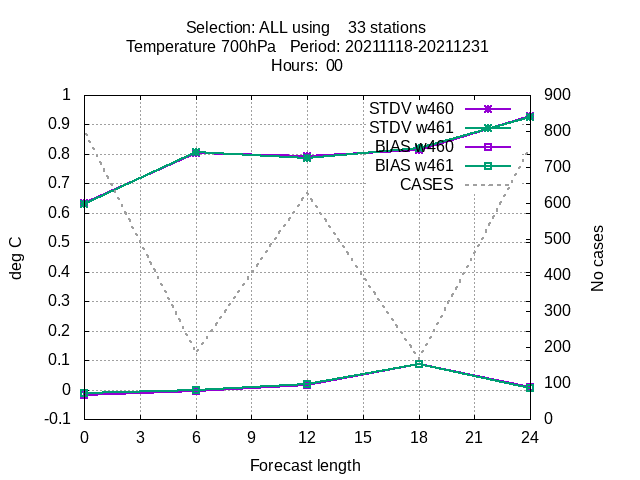 Selection: ALL using    33 stations
Temperature 700hPa   Period: 20211118-20211231
Hours:  00
1
0.9
0.8
0.7
0.6
0.5
0.4
0.3
0.2
0.1
0
-0.1
deg C
STDV w460
STDV w461
BIAS w460
BIAS w461
CASES
900
800
700
600
500
400
300
200
100
0
No cases
0 3 6 9 12 15 18 21 24
Forecast length